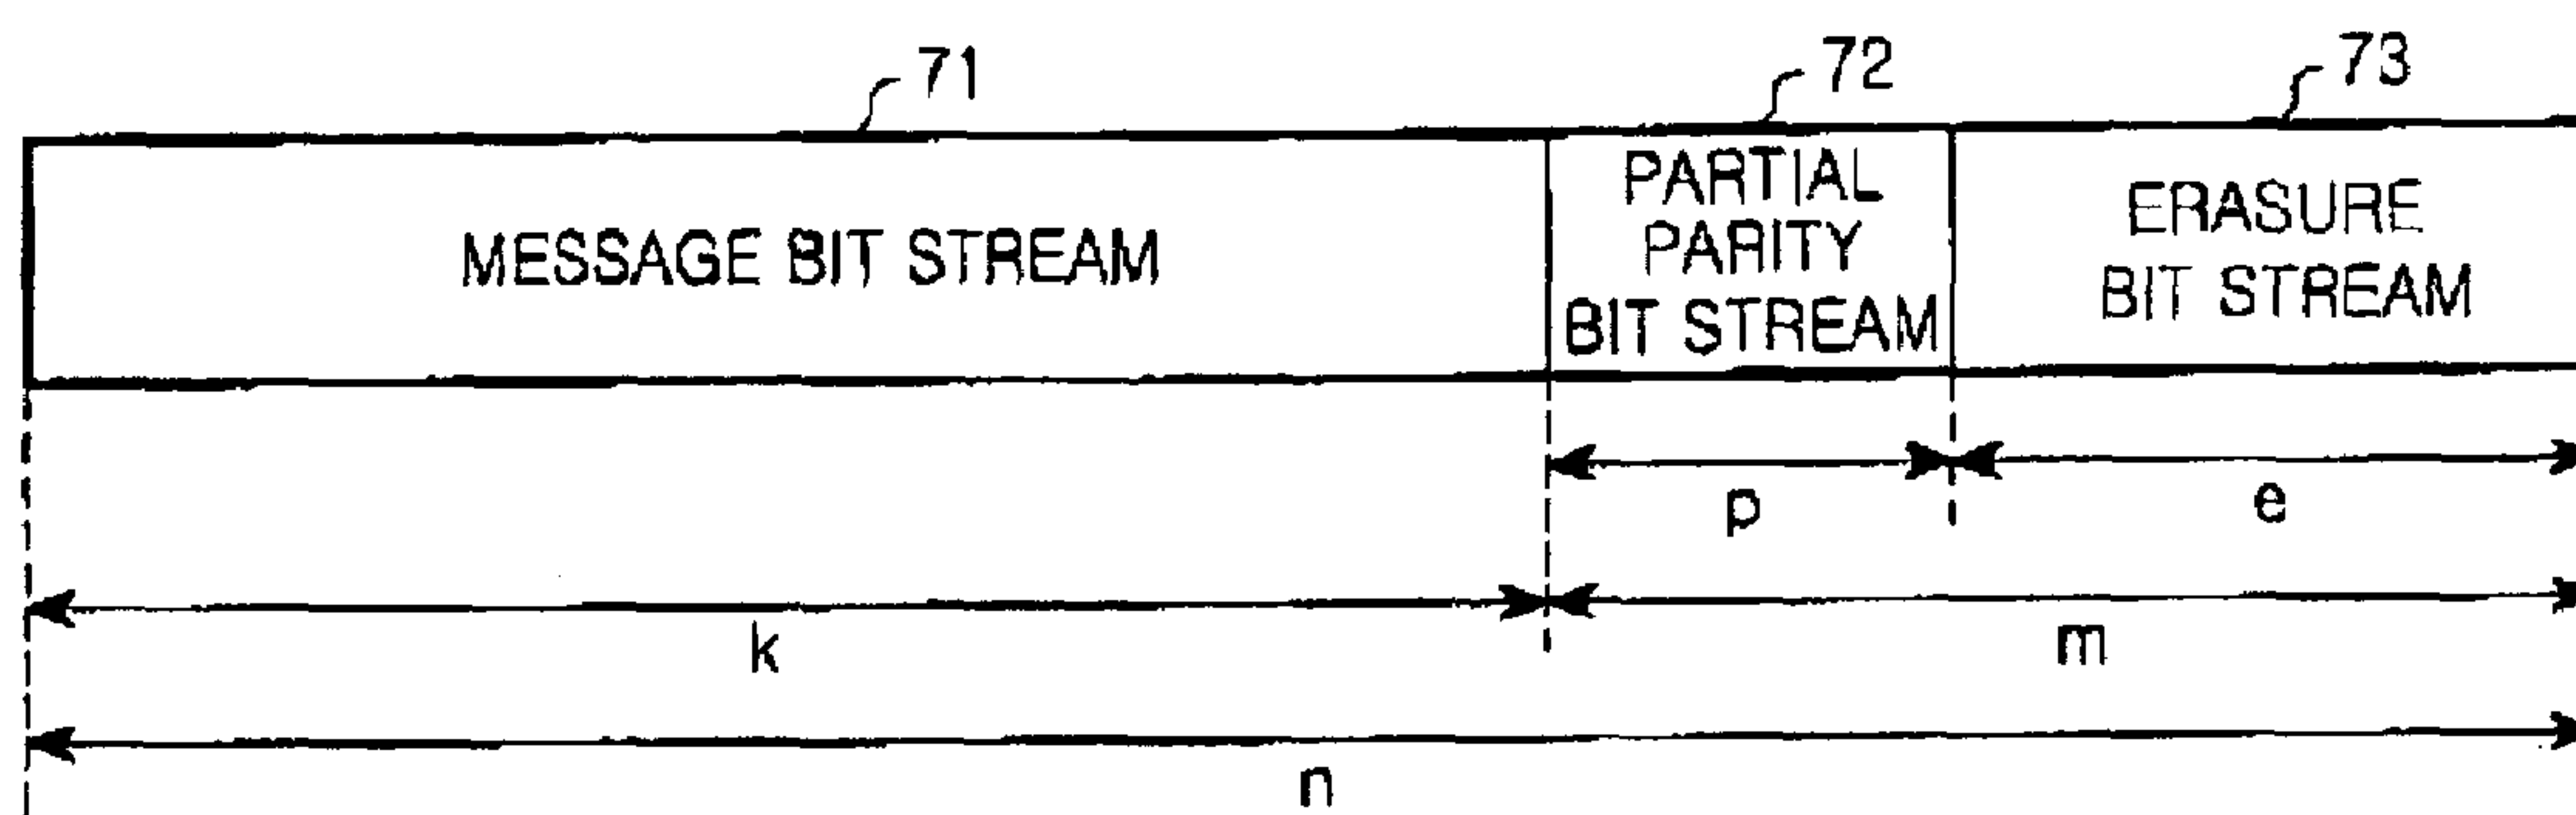 71
72
73
MESSAGE BIT STREAM
PARTIAL
PARITY
BIT STREAM
ERASURE
BIT STREAM
p
e
k
m
n